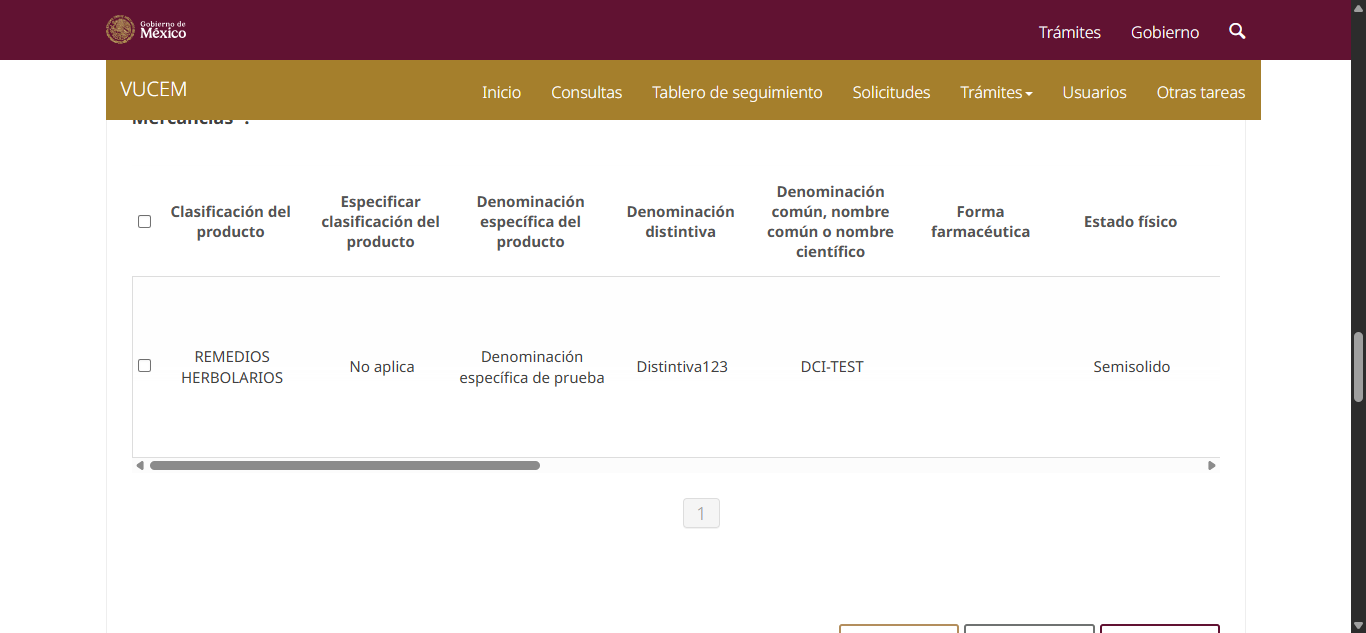 Gobierno de
México
Trámites
Gobierno
VUCEM
Inicio
Consultas
Tablero de seguimiento
Solicitudes
Trámites
Usuarios
Otras tareas
Mercancías* :
Clasificación del
producto
Especificar
clasificación del
producto
Denominación
específica del
producto
Denominación
distintiva
Denominación
común, nombre
común o nombre
científico
Forma
farmacéutica
Estado físico
REMEDIOS
HERBOLARIOS
No aplica
Denominación
específica de prueba
Distintiva123
DCI-TEST
Semisolido
1